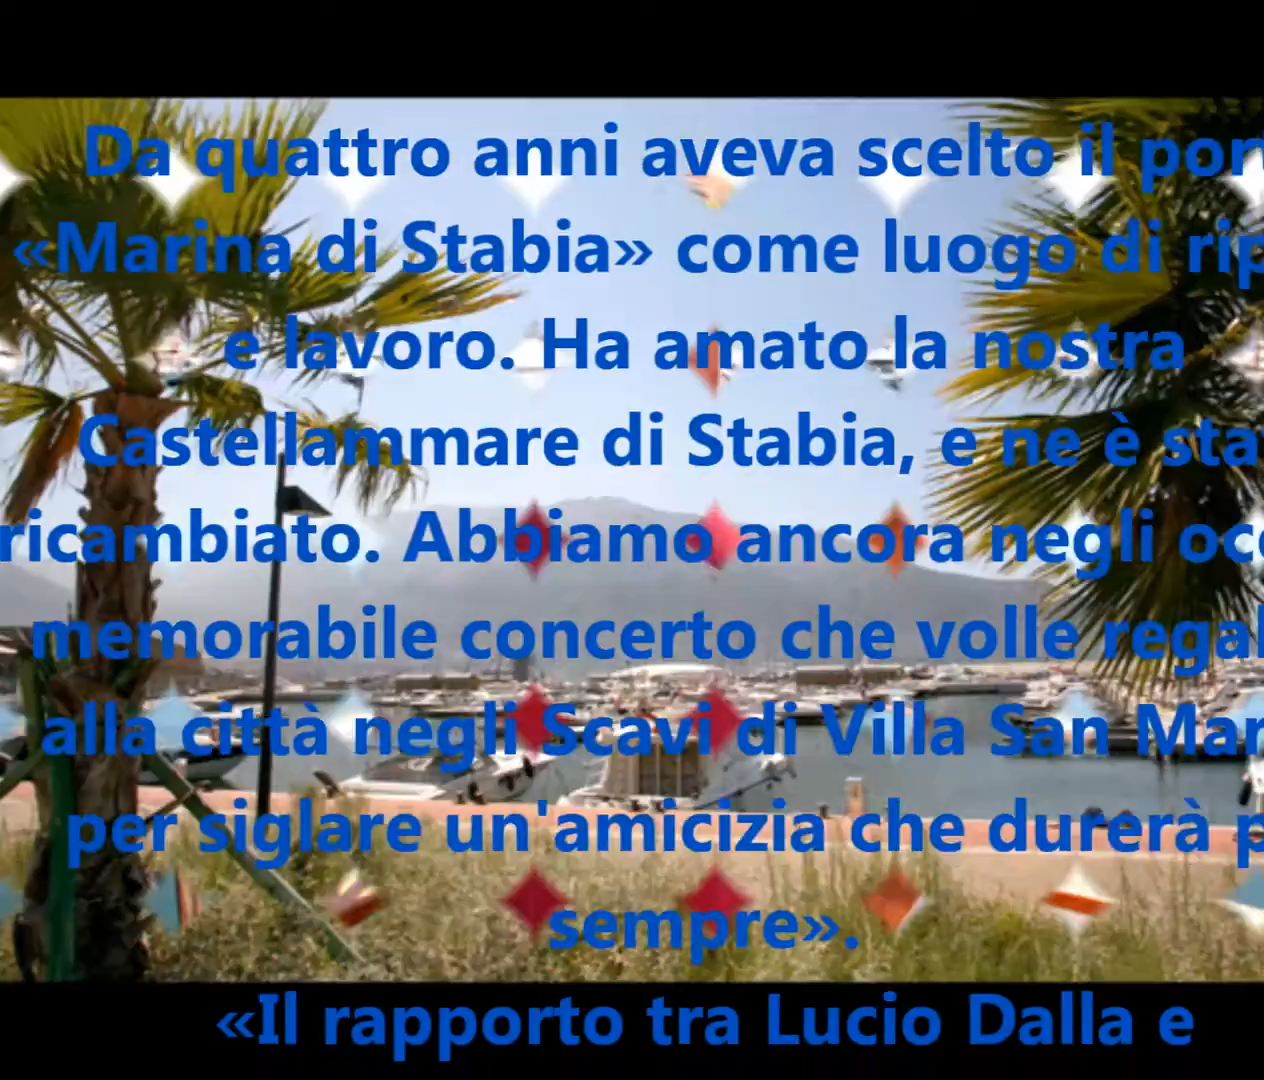 Da quattro anni aveva scelto il por
«Marina di Stabia» come luogo di rip
e lavoro. Ha amato la nostra
Castellammare di Stabia, e ne è sta
ricambiato. Abbiamo ancora negli occ
memorabile concerto che volle regal
alla città negli Scavi di Villa San Mar
per siglare un'amicizia che durerà p
sempre».
«Il rapporto tra Lucio Dalla e